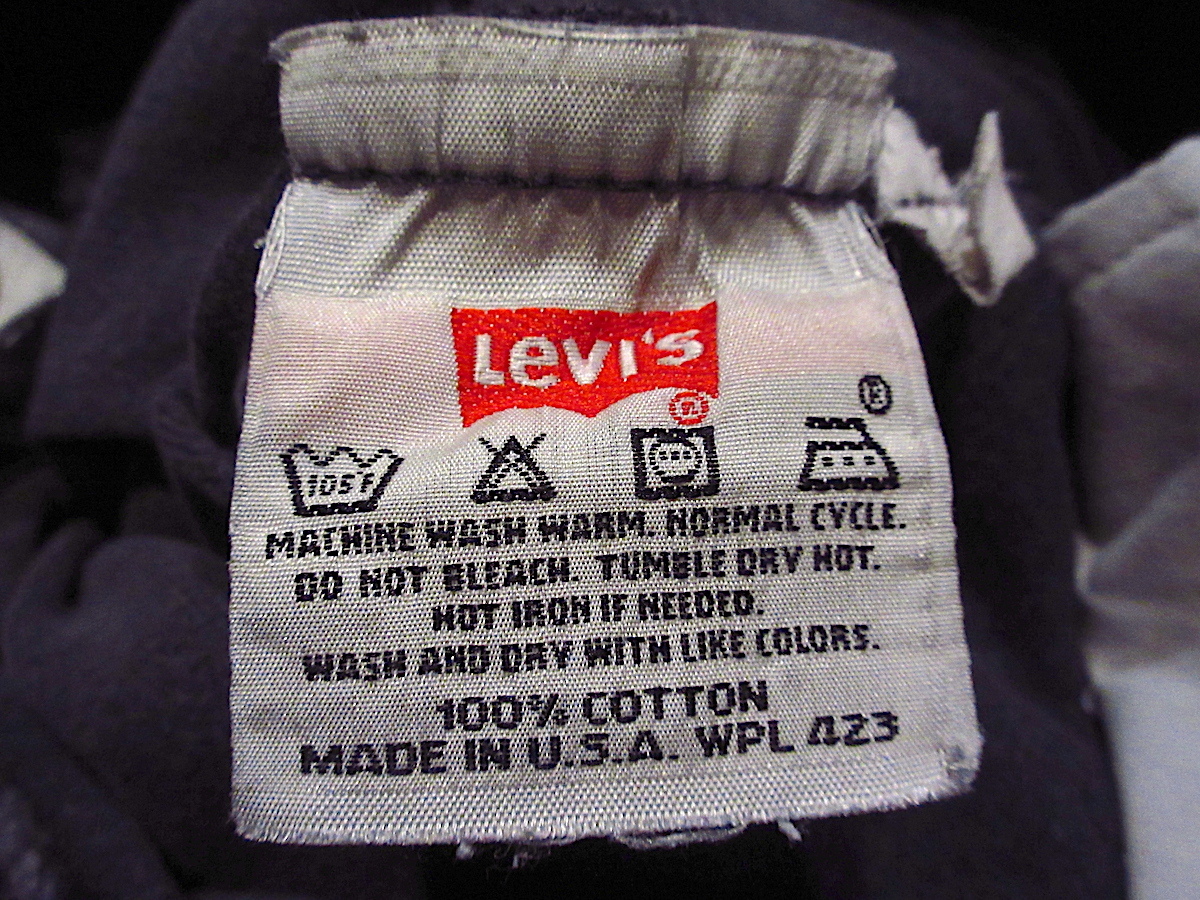 Levi's
®
®
105F
MACHINE WASH WARM. NORMAL CYCLE.
DO NOT BLEACH. TUMBLE DRY HOT.
HOT IRON IF NEEDED.
WASH AND DRY WITH LIKE COLORS.
100% COTTON
MADE IN U.S.A. WPL 423